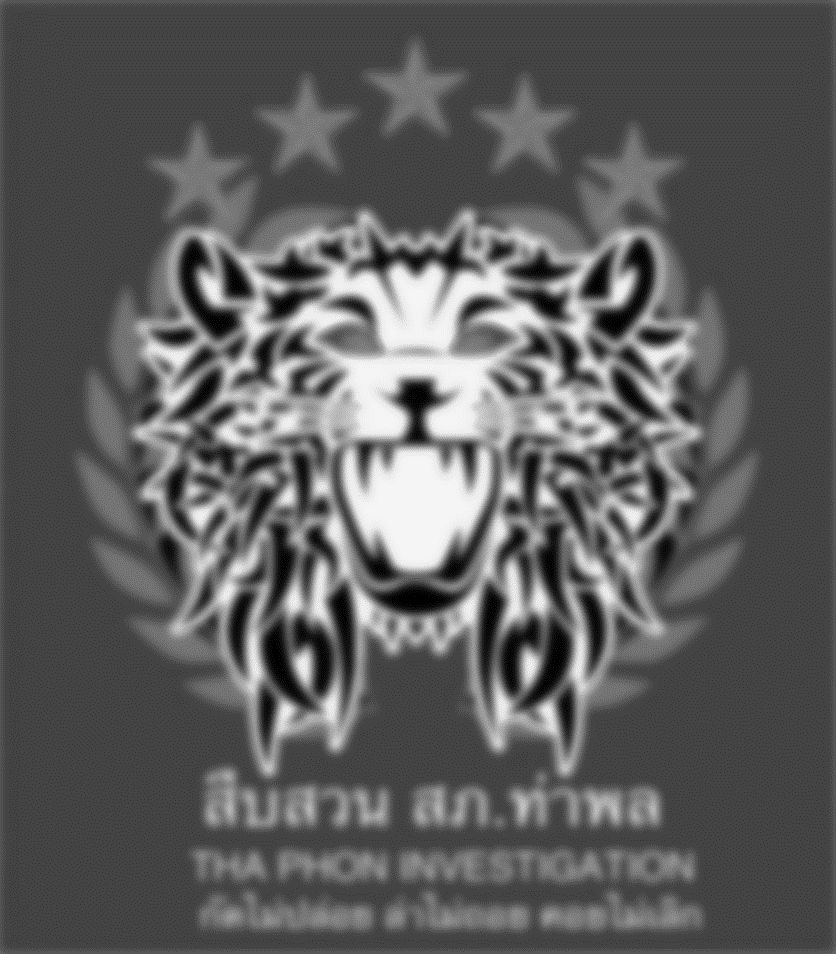 สืบสวน สภ.ท่าพล
THA PHON INVESTIGATION
กัดไม่ปล่อย ล่าไม่ถอย